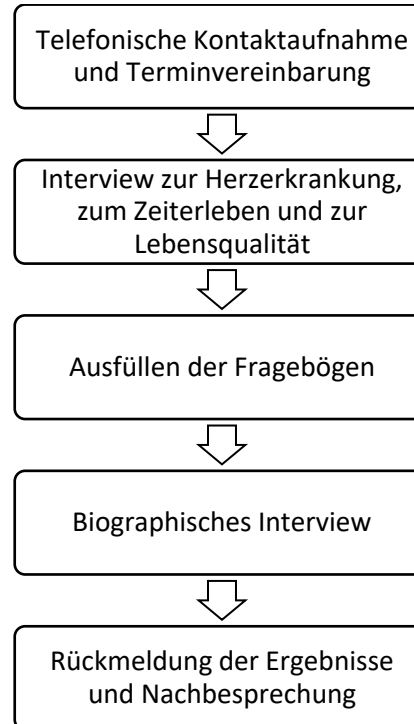 Telefonische Kontaktaufnahme
und Terminvereinbarung
Interview zur Herzerkrankung,
zum Zeiterleben und zur
Lebensqualität
Ausfüllen der Fragebögen
Biographisches Interview
Rückmeldung der Ergebnisse
und Nachbesprechung